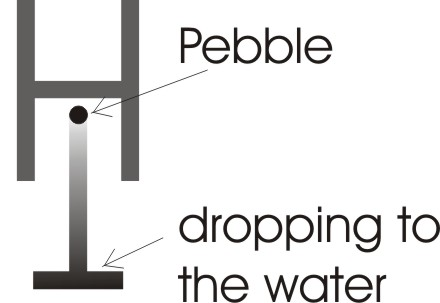 Pebble
dropping to
the water